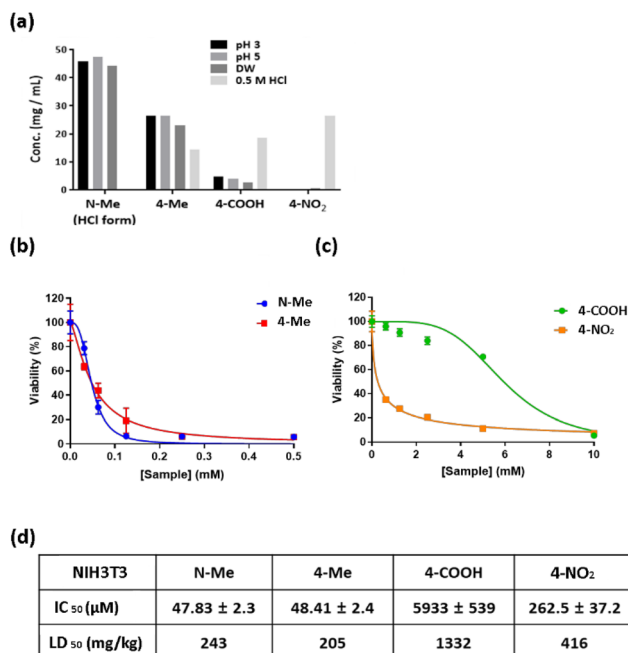 (a)
50
40
30
20
10
0
Conc. (mg / mL)
pH 3
pH 5
DW
0.5 M HCl
N-Me
(HCl form)
4-Me
4-COOH
4-NO₂
(b)
N-Me
4-Me
120
100
80
60
40
20
0
Viability (%)
0.0 0.1 0.2 0.3 0.4 0.5
[Sample] (mM)
(c)
4-COOH
4-NO₂
120
100
80
60
40
20
0
Viability (%)
0 2 4 6 8 10
[Sample] (mM)
(d)
NIH3T3 N-Me 4-Me 4-COOH 4-NO₂
IC ₅₀ (µM) 47.83 ± 2.3 48.41 ± 2.4 5933 ± 539 262.5 ± 37.2
LD ₅₀ (mg/kg) 243 205 1332 416